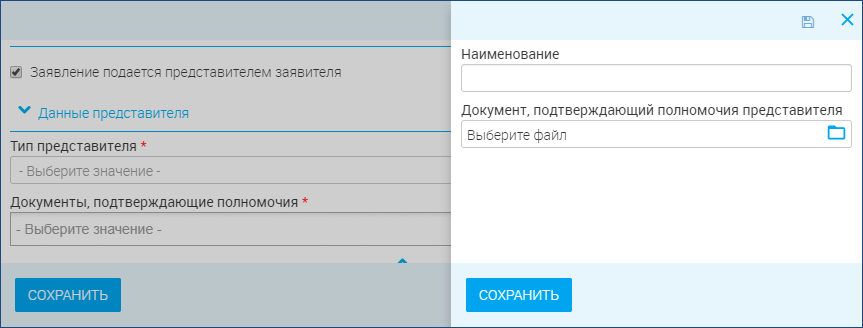 Заявление подается представителем заявителя
Данные представителя
Тип представителя *
- Выберите значение -
Документы, подтверждающие полномочия *
- Выберите значение -
СОХРАНИТЬ
Наименование
Документ, подтверждающий полномочия представителя
Выберите файл
СОХРАНИТЬ